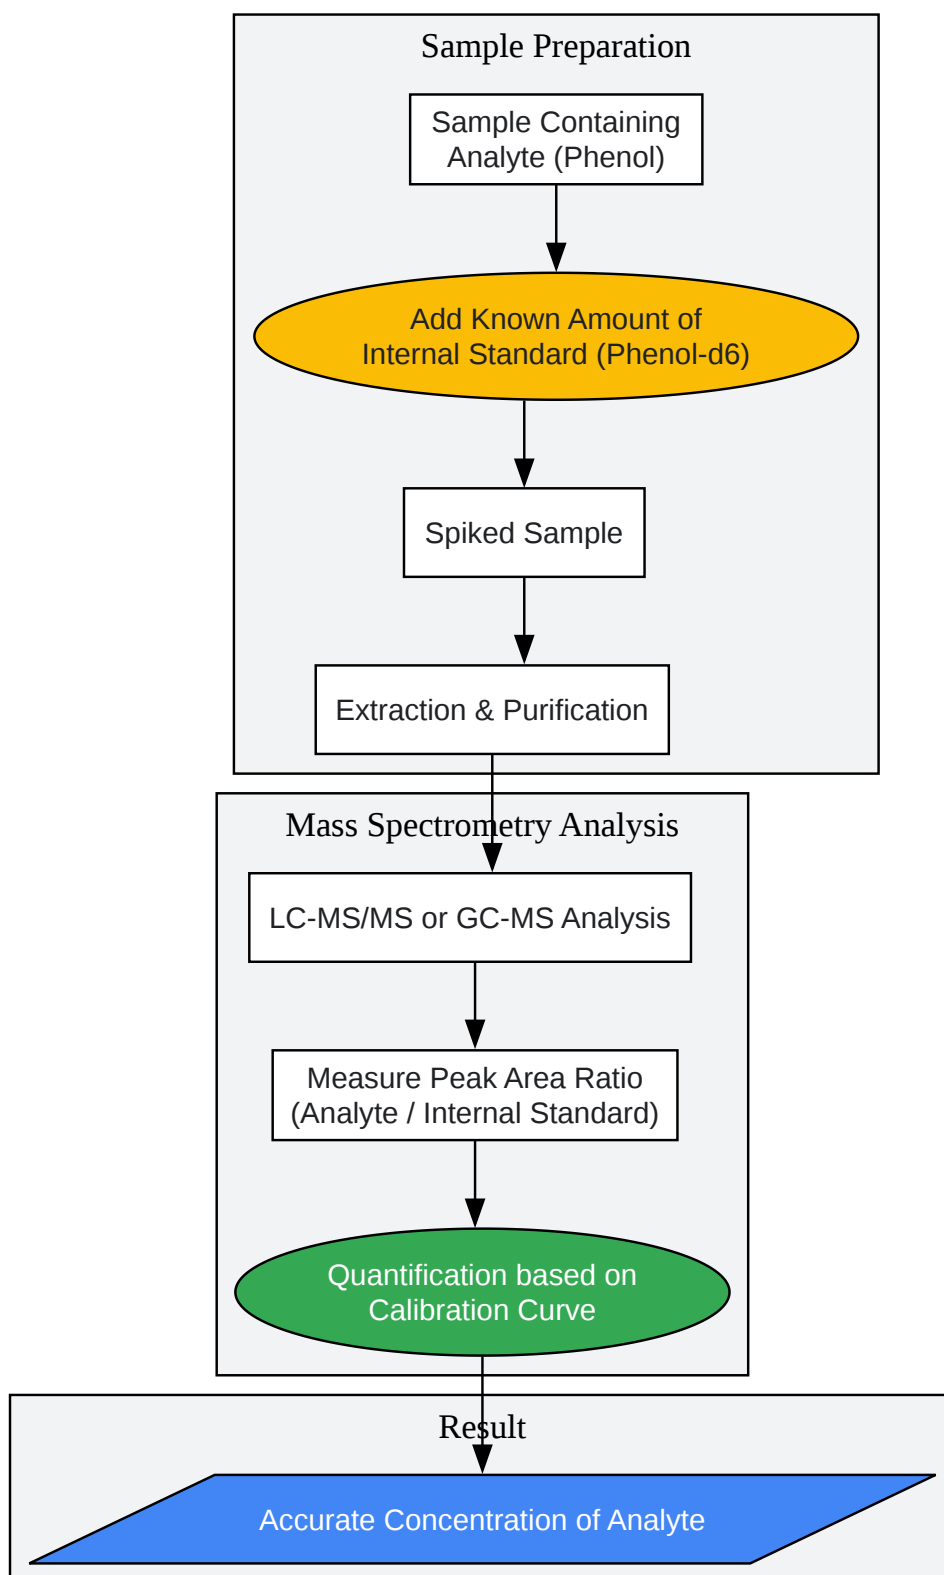 Sample Preparation
Sample Containing
Analyte (Phenol)
Add Known Amount of
Internal Standard (Phenol-d6)
Spiked Sample
Extraction & Purification
Mass Spectrometry Analysis
LC-MS/MS or GC-MS Analysis
Measure Peak Area Ratio
(Analyte / Internal Standard)
Quantification based on
Calibration Curve
Result
Accurate Concentration of Analyte